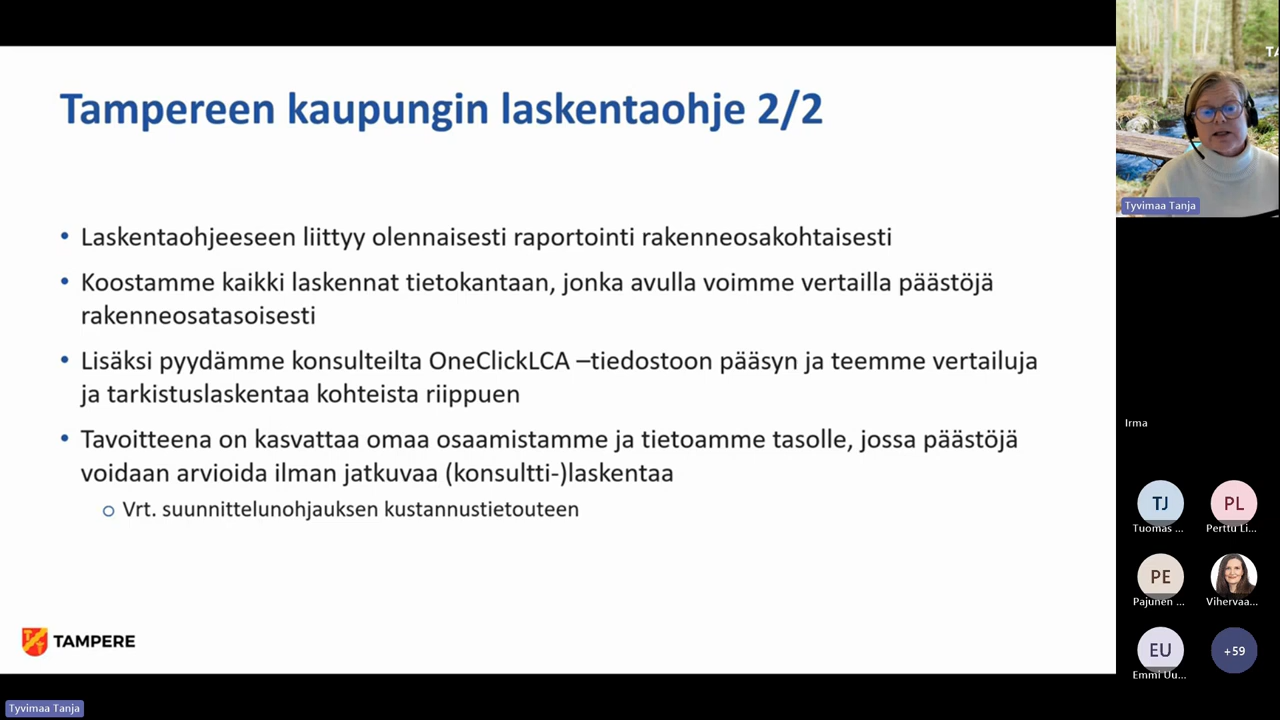 Tampereen kaupungin laskentaohje 2/2
• Laskentaohjeeseen liittyy olennaisesti raportointi rakenneosakohtaisesti
• Koostamme kaikki laskennat tietokantaan, jonka avulla voimme vertailla päästöjä
rakenneosatasoisesti
• Lisäksi pyydämme konsulteilta OneClickLCA –tiedostoon pääsyn ja teemme vertailuja
ja tarkistuslaskentaa kohteista riippuen
• Tavoitteena on kasvattaa omaa osaamistamme ja tietoamme tasolle, jossa päästöjä
voidaan arvioida ilman jatkuvaa (konsultti-)laskentaa
o Vrt. suunnittelunohjauksen kustannustietouteen
TAMPERE
Tyvimaa Tanja
TA
Tyvimaa Tanja
Irma
TJ
Tuomas ...
PL
Perttu Li...
PE
Pajunen ...
Vihervaa...
EU
Emmi Uu...
+59